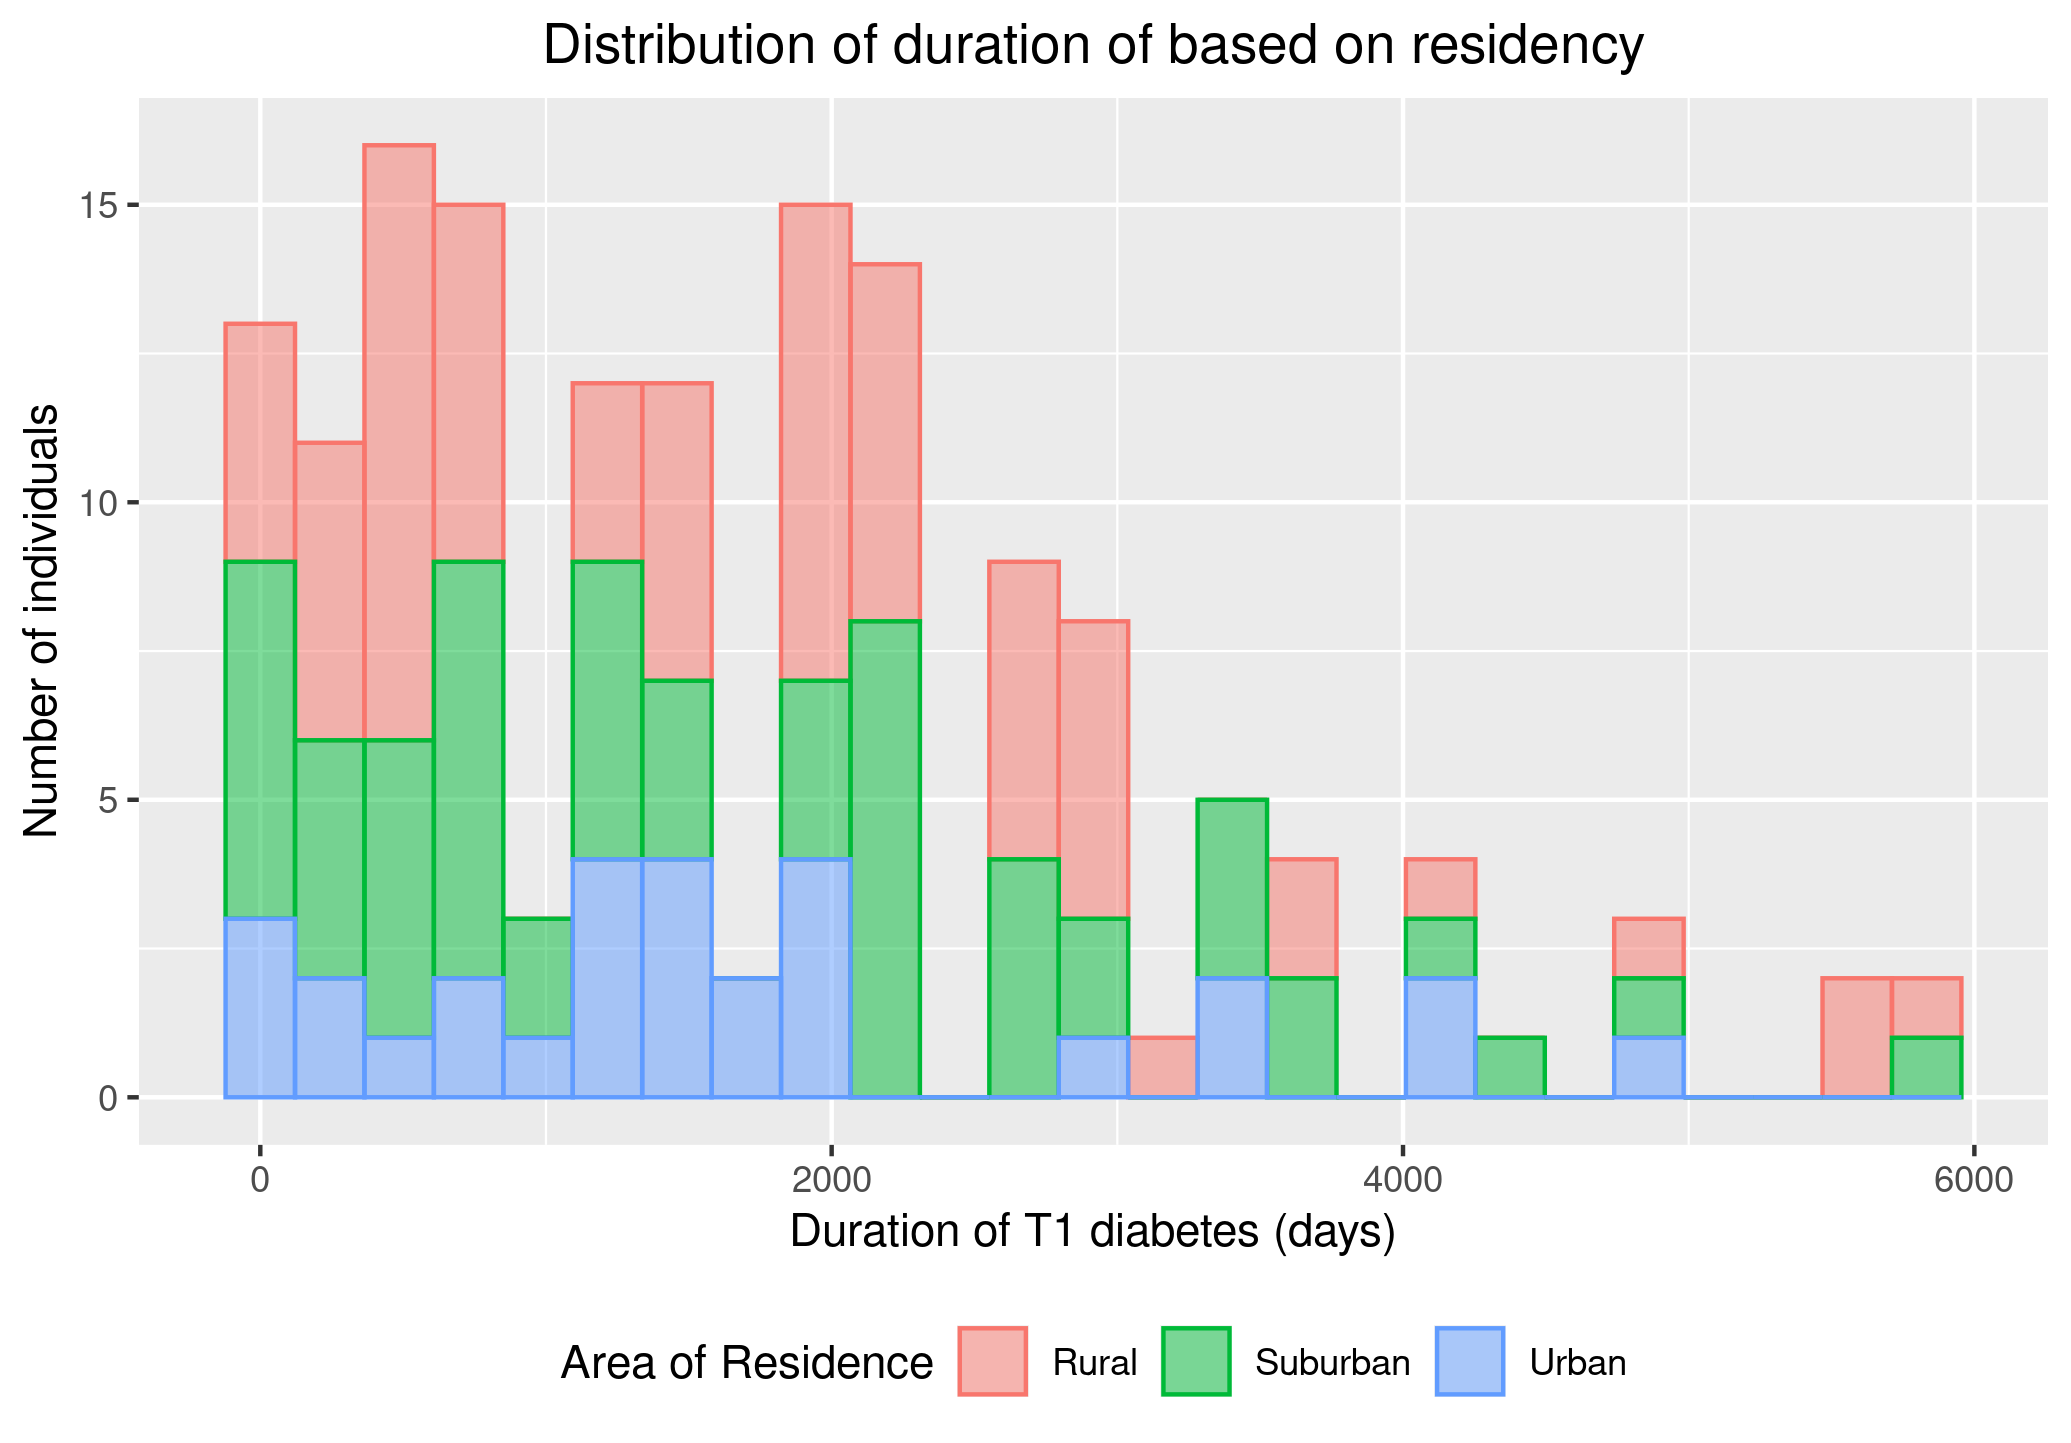 Distribution of duration of based on residency
Number of individuals
15
10
5
0
0 2000 4000 6000
Duration of T1 diabetes (days)
Area of Residence Rural Suburban Urban